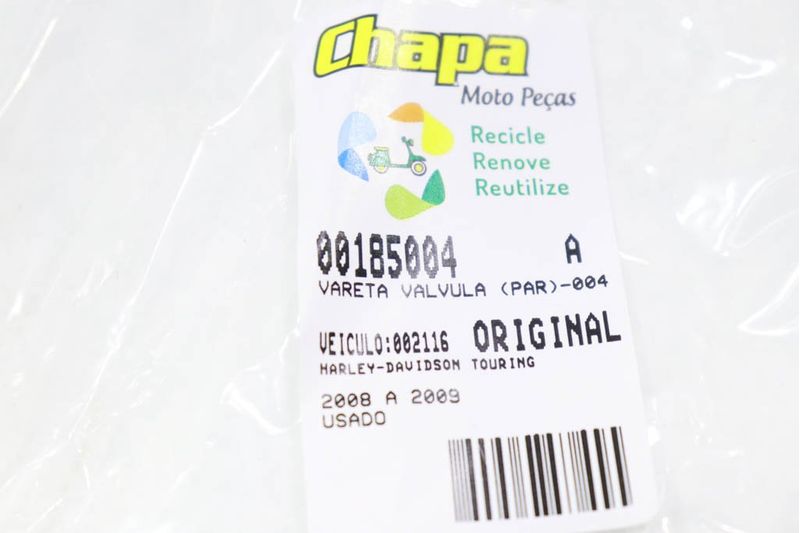 Chapa
Moto Peças
Recicle
Renove
Reutilize
00185004 A
VARETA VALVULA (PAR)-004
VEICULO:002116 ORIGINAL
HARLEY-DAVIDSON TOURING
2008 A 2009
USADO